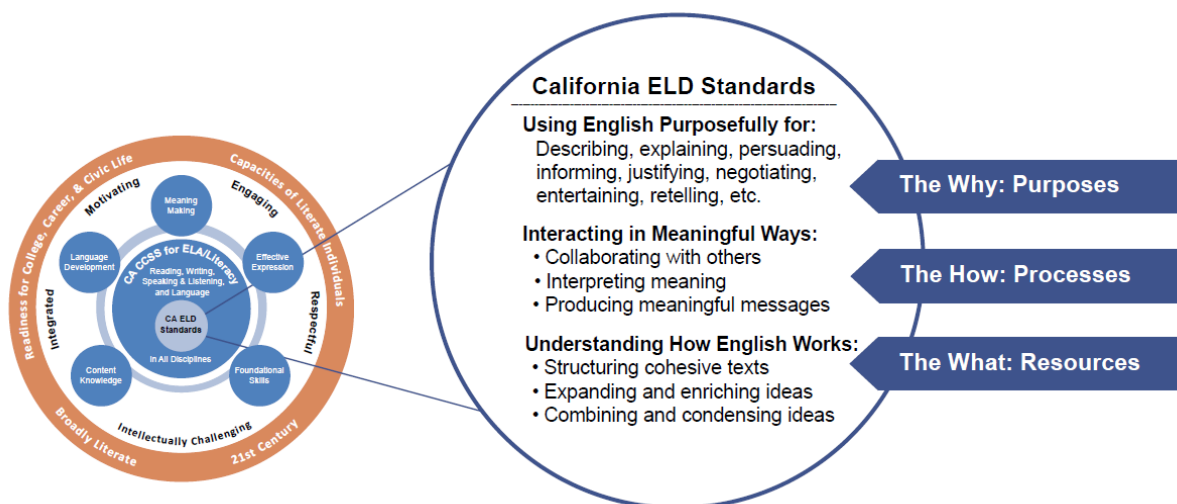 Readiness for College, Career, & Civic Life
Capacities of Literate Individuals
Broadly Literate
21st Century
Motivating
Engaging
Integrated
Respectful
Intellectually Challenging
Meaning
Making
Language
Development
Effective
Expression
Content
Knowledge
Foundational
Skills
CA CCSS for ELA/Literacy
Reading, Writing,
Speaking & Listening,
and Language
CA ELD
Standards
In All Disciplines
California ELD Standards
Using English Purposefully for:
Describing, explaining, persuading,
informing, justifying, negotiating,
entertaining, retelling, etc.
Interacting in Meaningful Ways:
• Collaborating with others
• Interpreting meaning
• Producing meaningful messages
Understanding How English Works:
• Structuring cohesive texts
• Expanding and enriching ideas
• Combining and condensing ideas
The Why: Purposes
The How: Processes
The What: Resources